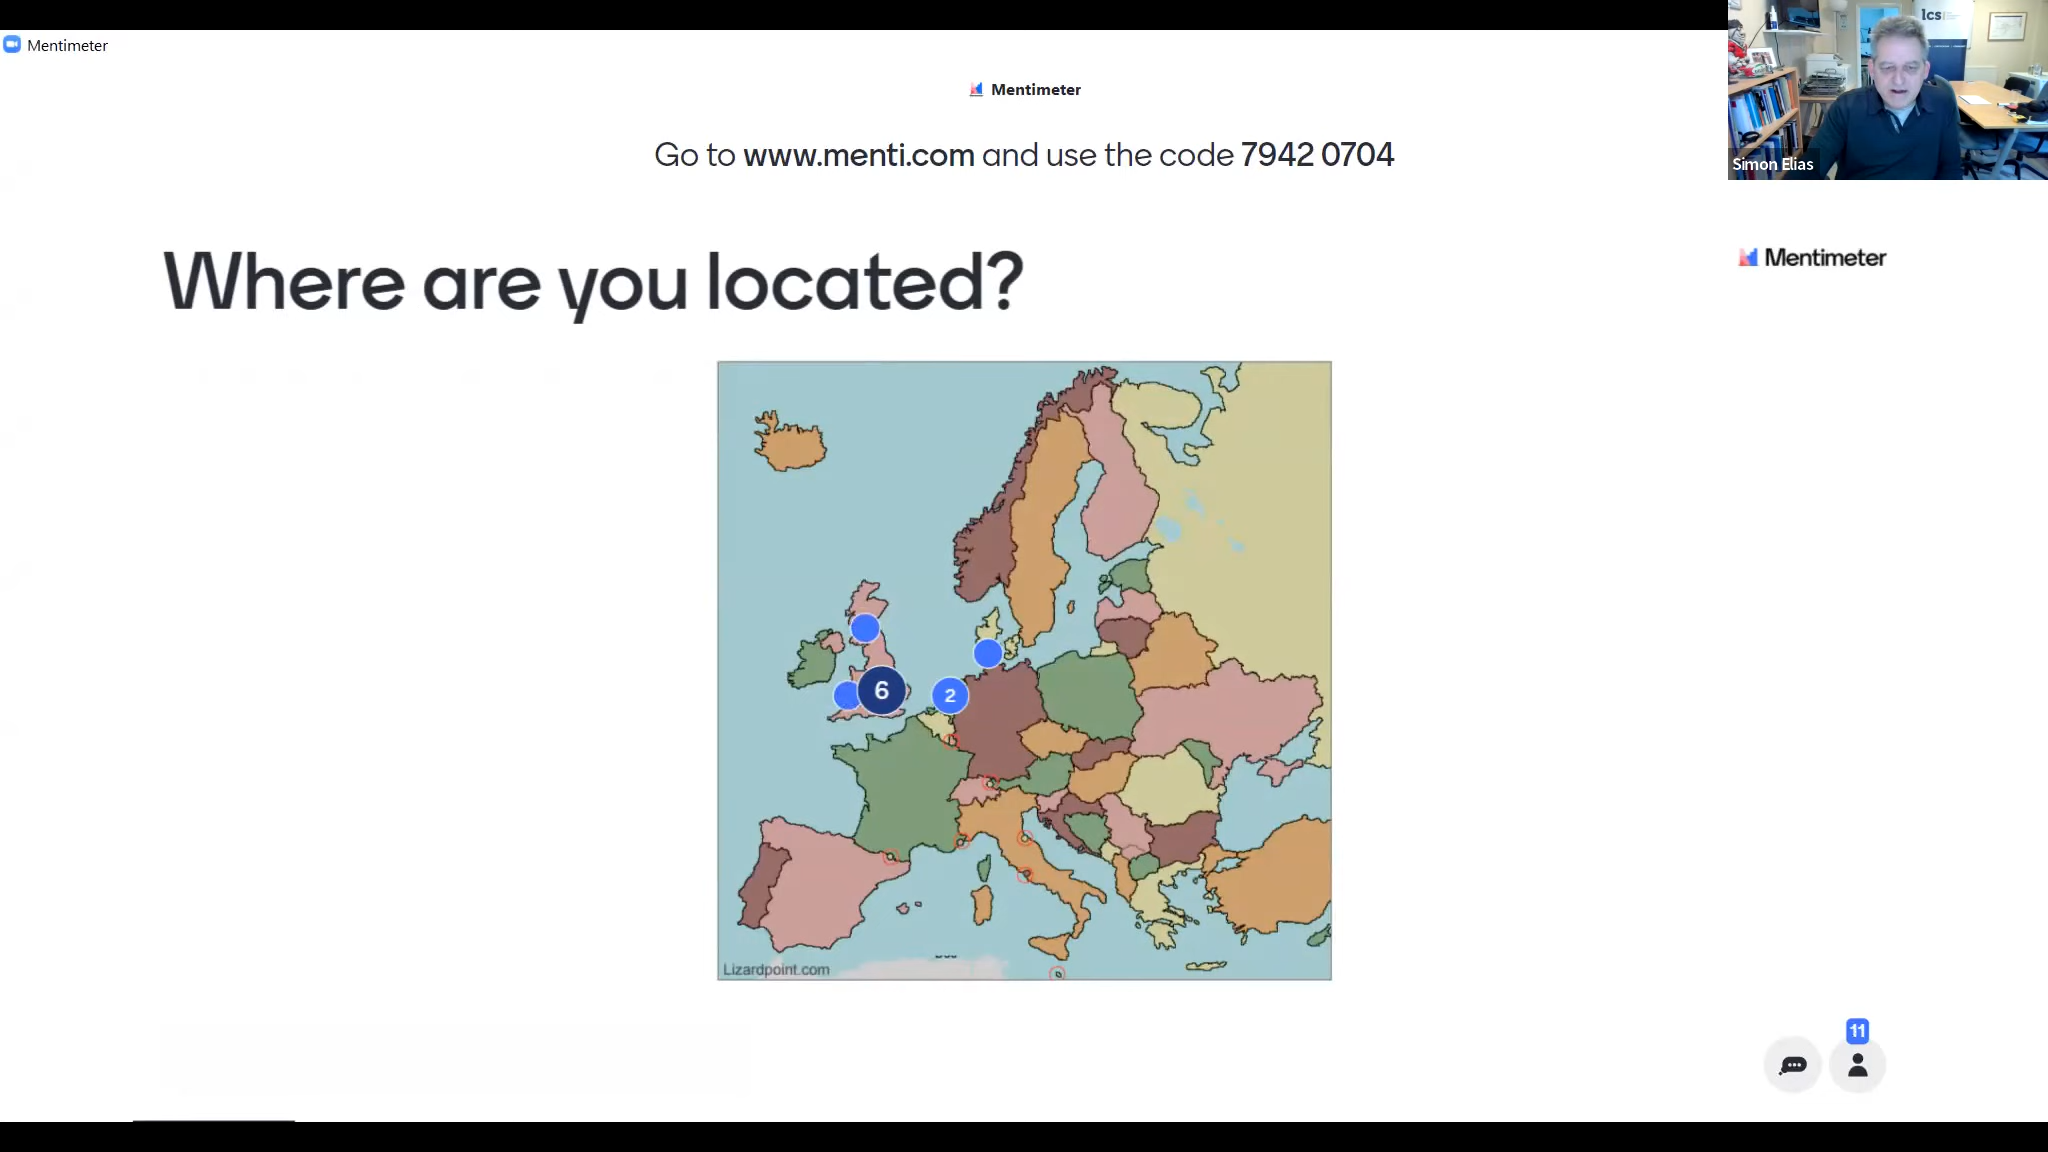 Mentimeter
Mentimeter
Go to www.menti.com and use the code 7942 0704
lcs
Simon Elias
Where are you located?
Mentimeter
6
2
Lizardpoint.com
11